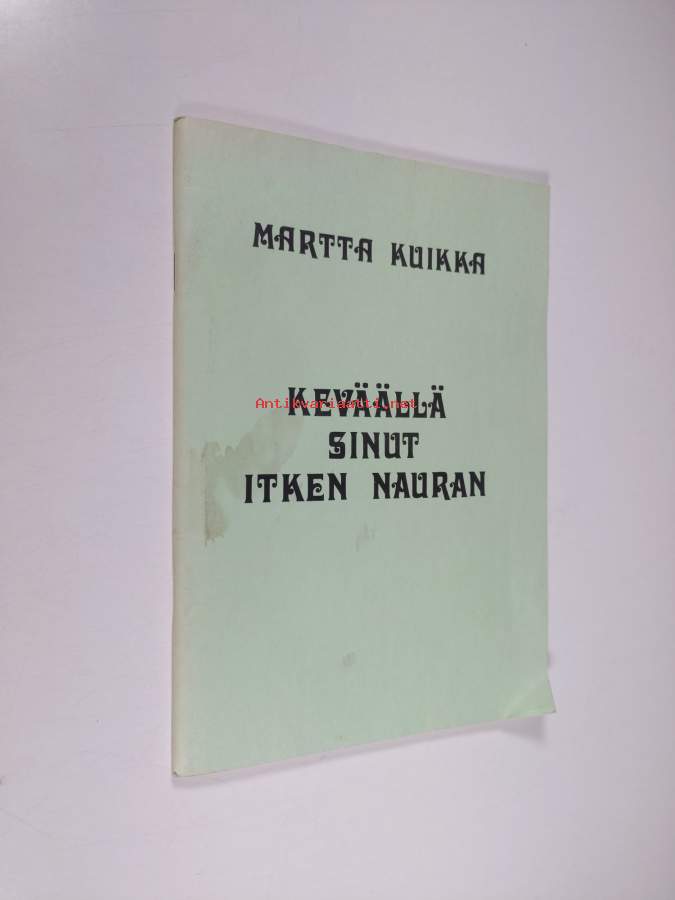 MARTTA KUIKKA
KEVÄÄLLÄ
Antikvariaatti.net
SINUT
ITKEN NAURAN